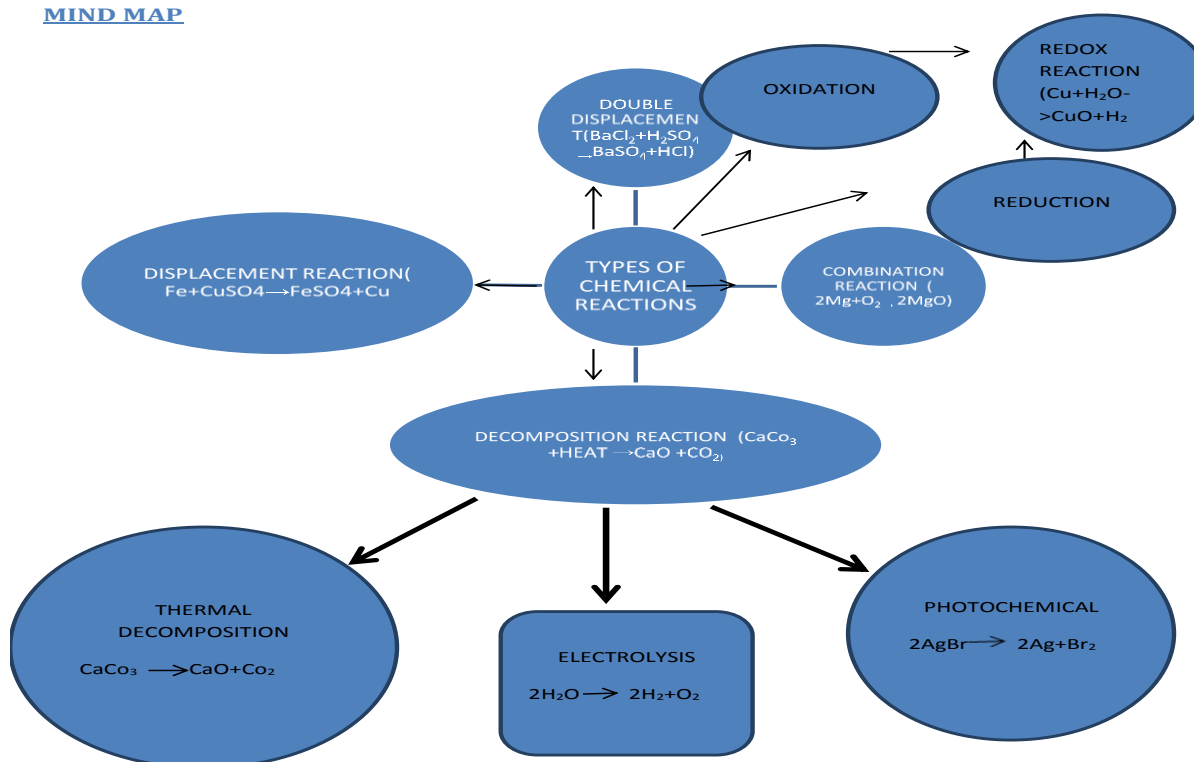 MIND MAP
DOUBLE
DISPLACEMEN
T(BaCl₂+H₂SO₄
→BaSO₄+HCl)
OXIDATION
REDOX
REACTION
(Cu+H₂O-
>CuO+H₂
REDUCTION
DISPLACEMENT REACTION(
Fe+CuSO4→FeSO4+Cu
TYPES OF
CHEMICAL
REACTIONS
COMBINATION
REACTION (
2Mg+O₂ , 2MgO)
DECOMPOSITION REACTION (CaCo₃
+HEAT →CaO +CO₂)
THERMAL
DECOMPOSITION
CaCo₃ →CaO+Co₂
ELECTROLYSIS
2H₂O→ 2H₂+O₂
PHOTOCHEMICAL
2AgBr→ 2Ag+Br₂